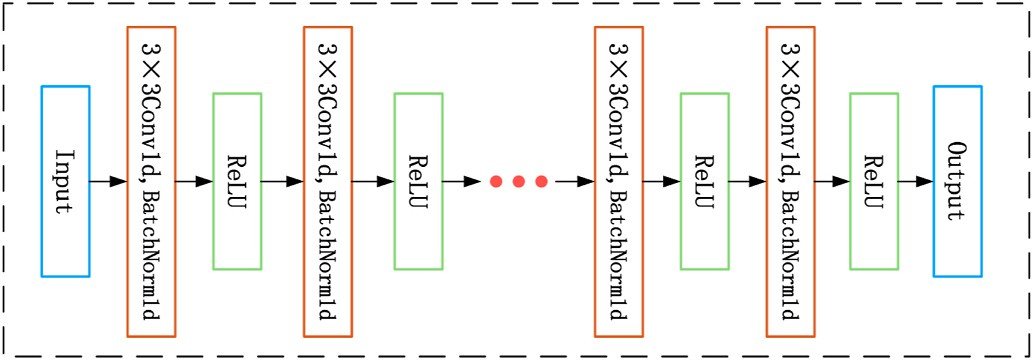 Input
3×3Conv1d, BatchNorm1d
ReLU
3×3Conv1d, BatchNorm1d
ReLU
3×3Conv1d, BatchNorm1d
ReLU
3×3Conv1d, BatchNorm1d
ReLU
Output